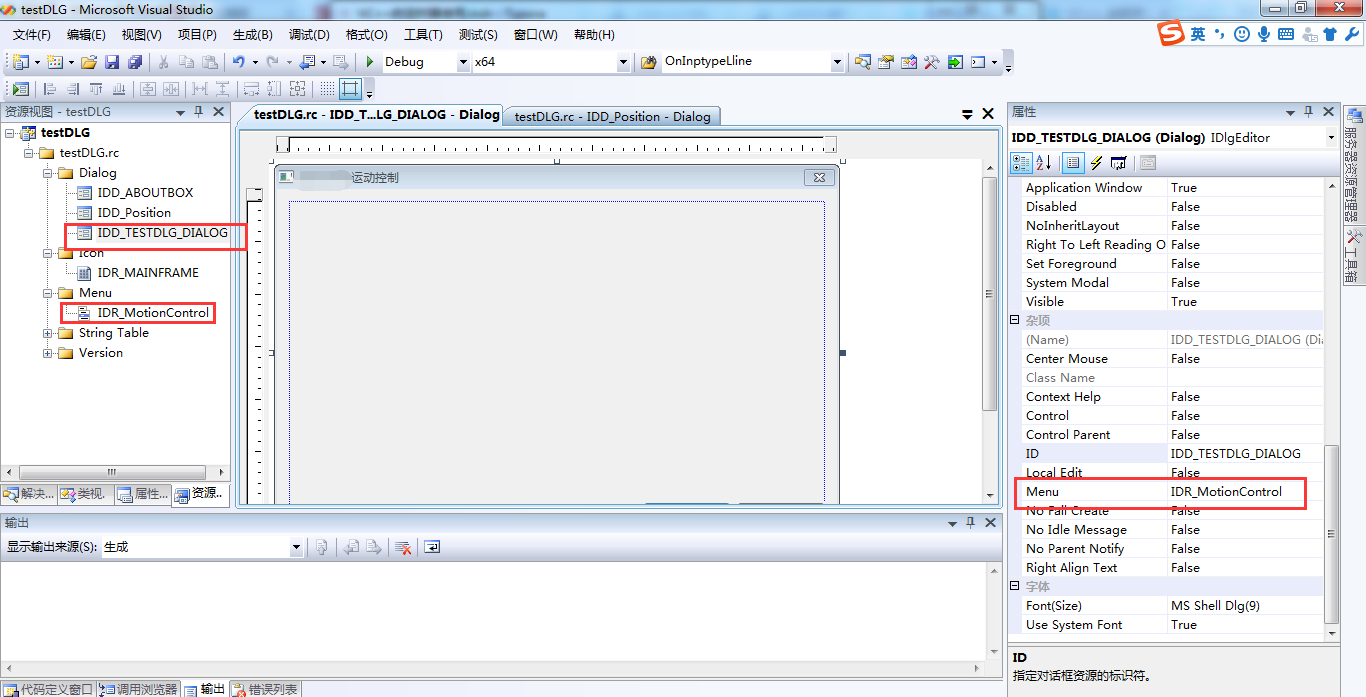 testDLG - Microsoft Visual Studio
文件(F) 编辑(E) 视图(V) 项目(P) 生成(B) 调试(D) 格式(O) 工具(T) 测试(S) 窗口(W) 帮助(H)
英
Debug x64 OnInptypeLline
资源视图 - testDLG
testDLG
testDLG.rc
Dialog
IDD_ABOUTBOX
IDD_Position
IDD_TESTDLG_DIALOG
Icon
IDR_MAINFRAME
Menu
IDR_MotionControl
String Table
Version
解决... 类视. 属性... 资源..
testDLG.rc - IDD_T...LG_DIALOG - Dialog testDLG.rc - IDD_Position - Dialog
运动控制
属性
IDD_TESTDLG_DIALOG (Dialog) IDlgEditor
Application Window True
Disabled False
NoInheritLayout False
Right To Left Reading O False
Set Foreground False
System Modal False
Visible True
杂项
(Name) IDD_TESTDLG_DIALOG (Dia
Center Mouse False
Class Name
Context Help False
Control False
Control Parent False
ID IDD_TESTDLG_DIALOG
Local Edit False
Menu IDR_MotionControl
No Fail Create False
No Idle Message False
No Parent Notify False
Right Align Text False
字体
Font(Size) MS Shell Dlg(9)
Use System Font True
ID
指定对话框资源的标识符。
服务器资源管理器
工具箱
输出
显示输出来源(S): 生成
代码定义窗口 调用浏览器 输出 错误列表